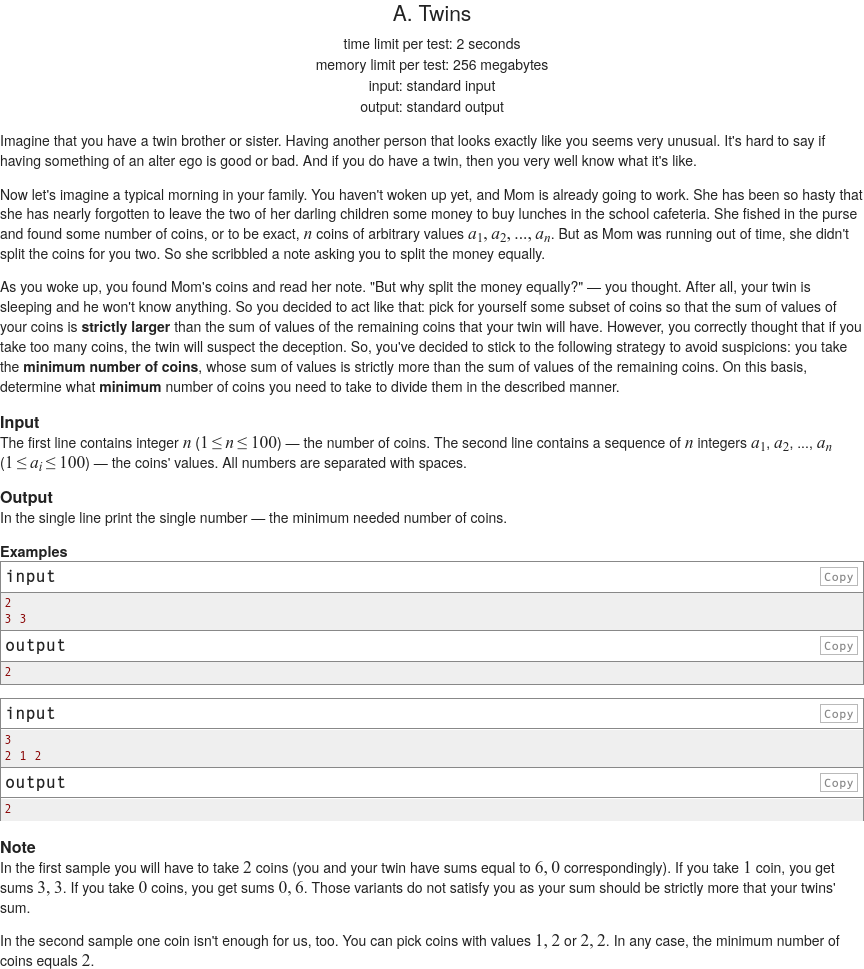 A. Twins
time limit per test: 2 seconds
memory limit per test: 256 megabytes
input: standard input
output: standard output
Imagine that you have a twin brother or sister. Having another person that looks exactly like you seems very unusual. It's hard to say if
having something of an alter ego is good or bad. And if you do have a twin, then you very well know what it's like.
Now let's imagine a typical morning in your family. You haven't woken up yet, and Mom is already going to work. She has been so hasty that
she has nearly forgotten to leave the two of her darling children some money to buy lunches in the school cafeteria. She fished in the purse
and found some number of coins, or to be exact, n coins of arbitrary values a1, a2, ..., an. But as Mom was running out of time, she didn't
split the coins for you two. So she scribbled a note asking you to split the money equally.
As you woke up, you found Mom's coins and read her note. "But why split the money equally?" — you thought. After all, your twin is
sleeping and he won't know anything. So you decided to act like that: pick for yourself some subset of coins so that the sum of values of
your coins is strictly larger than the sum of values of the remaining coins that your twin will have. However, you correctly thought that if you
take too many coins, the twin will suspect the deception. So, you've decided to stick to the following strategy to avoid suspicions: you take
the minimum number of coins, whose sum of values is strictly more than the sum of values of the remaining coins. On this basis,
determine what minimum number of coins you need to take to divide them in the described manner.
Input
The first line contains integer n (1 ≤ n ≤ 100) — the number of coins. The second line contains a sequence of n integers a1, a2, ..., an
(1 ≤ ai ≤ 100) — the coins' values. All numbers are separated with spaces.
Output
In the single line print the single number — the minimum needed number of coins.
Examples
input Copy
2
3 3
output Copy
2
input Copy
3
2 1 2
output Copy
2
Note
In the first sample you will have to take 2 coins (you and your twin have sums equal to 6, 0 correspondingly). If you take 1 coin, you get
sums 3, 3. If you take 0 coins, you get sums 0, 6. Those variants do not satisfy you as your sum should be strictly more that your twins'
sum.
In the second sample one coin isn't enough for us, too. You can pick coins with values 1, 2 or 2, 2. In any case, the minimum number of
coins equals 2.